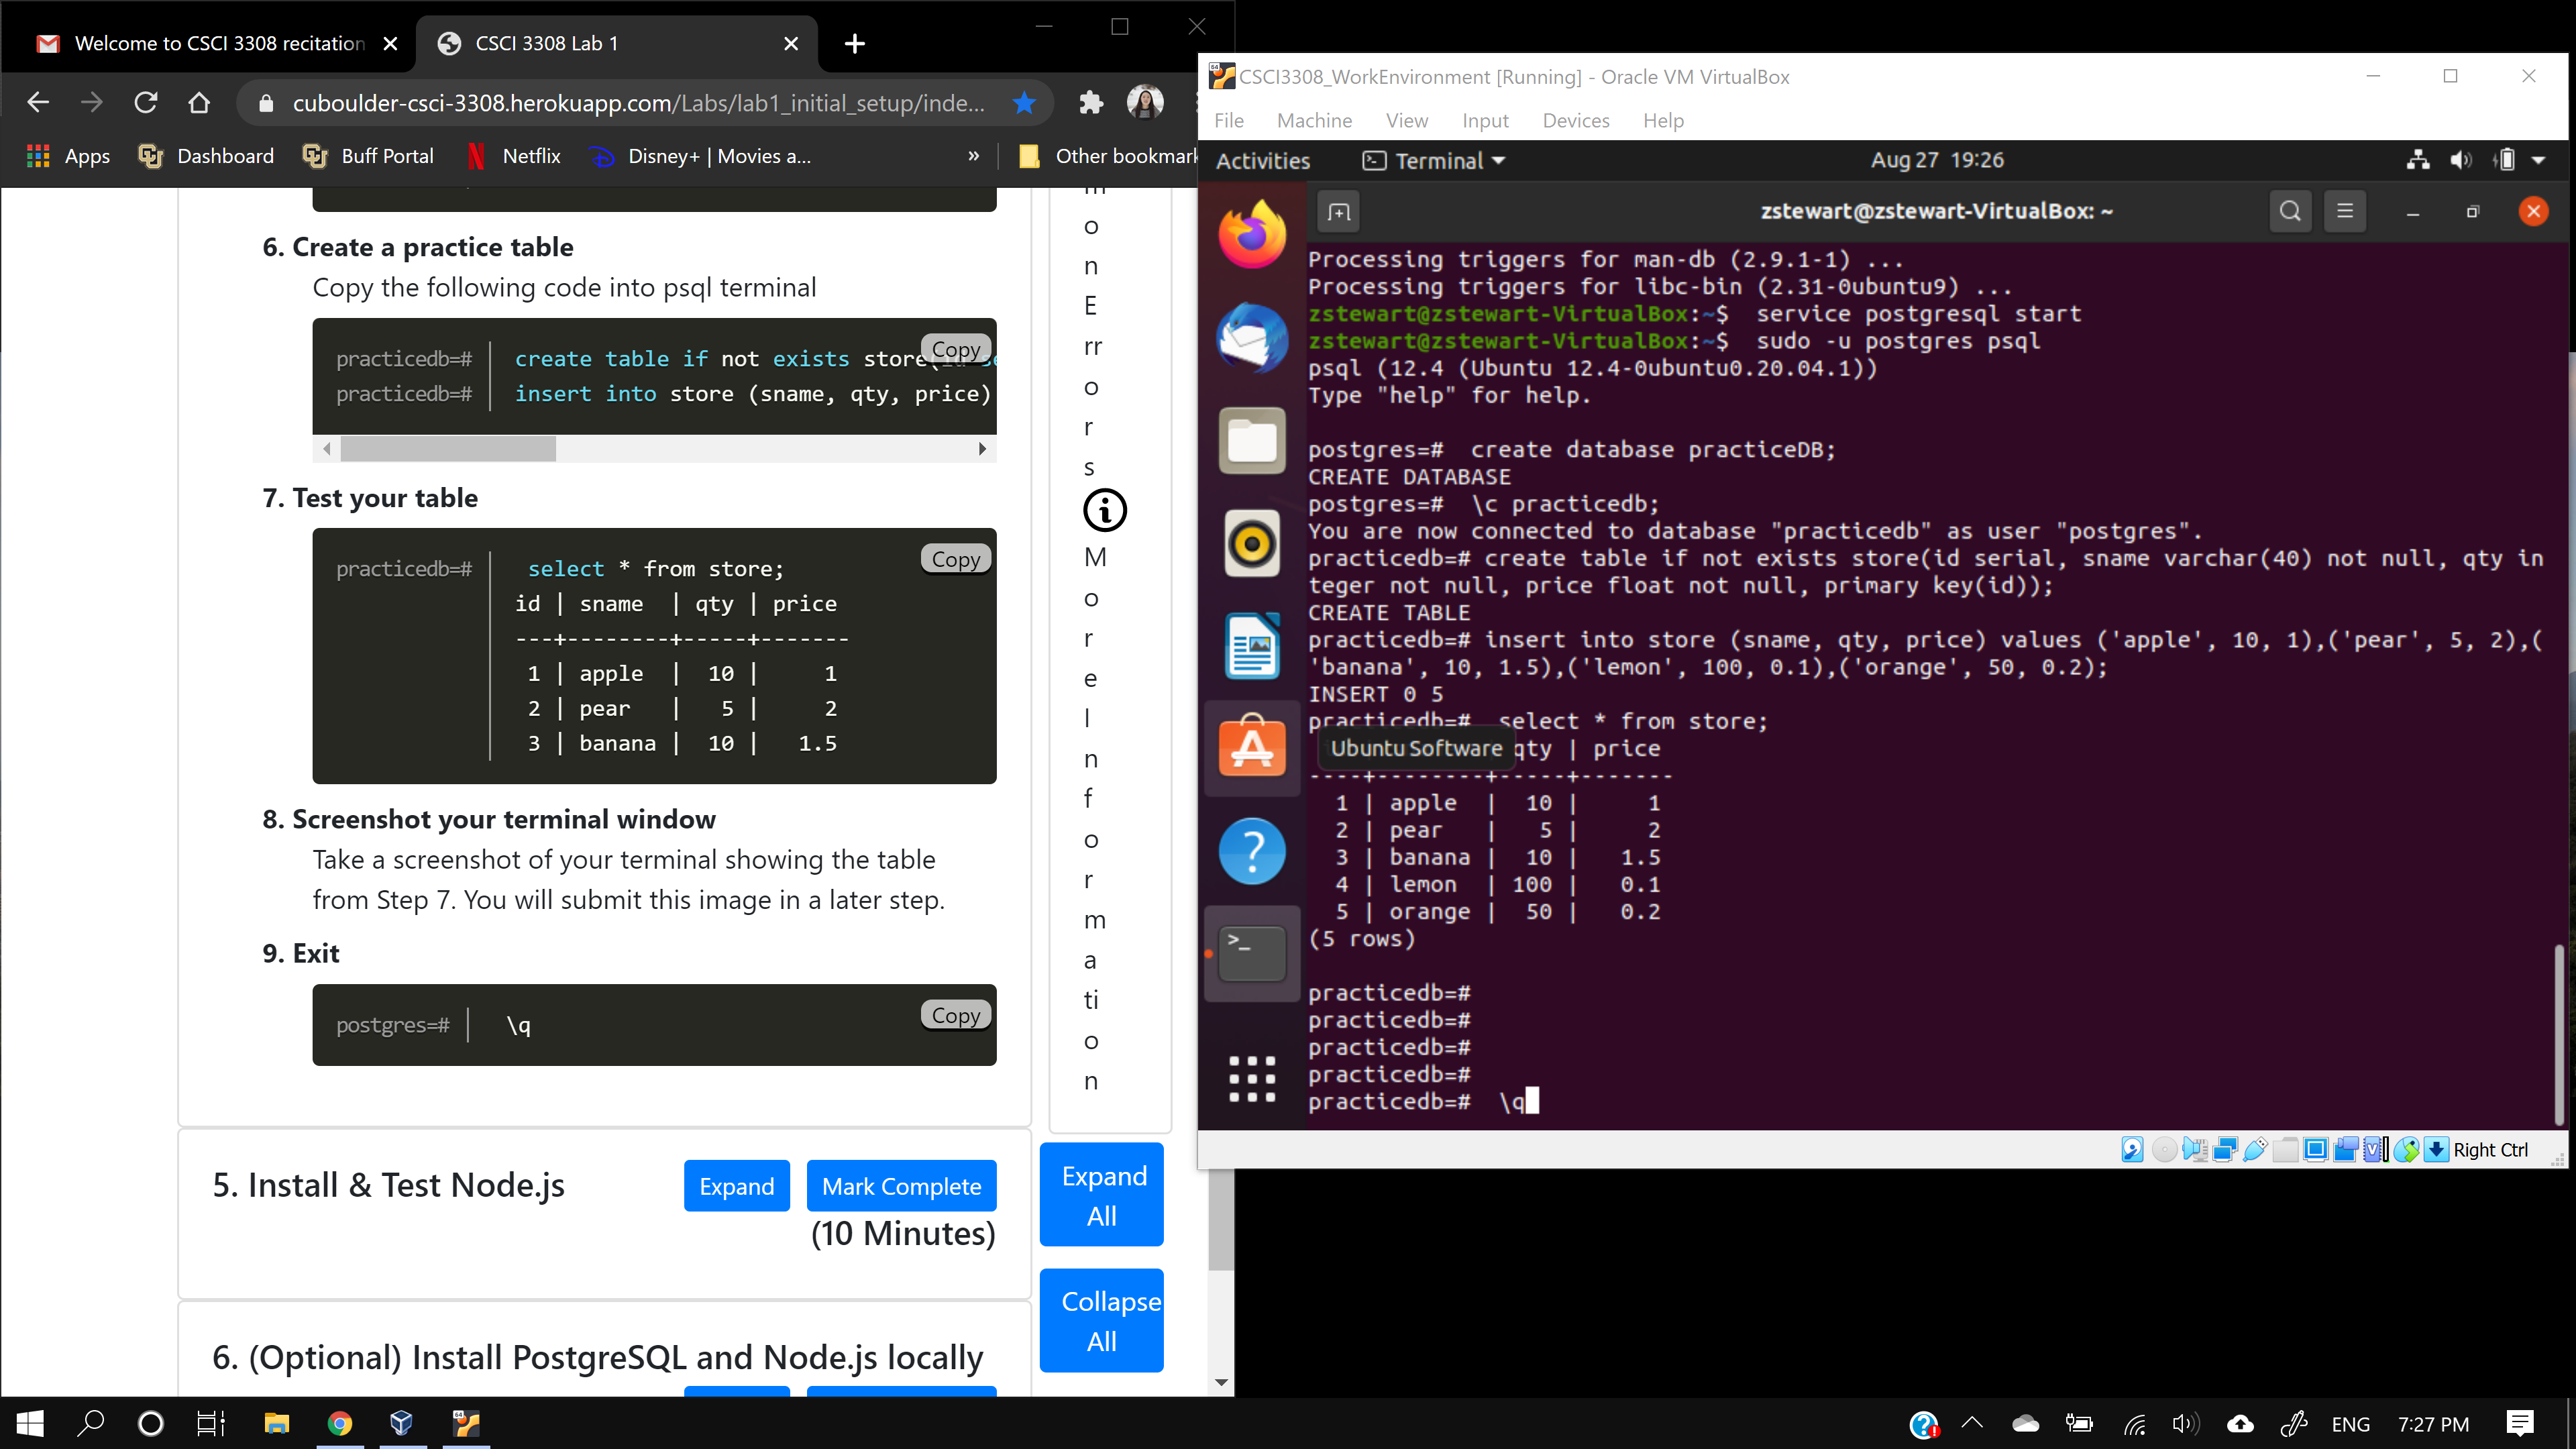 Welcome to CSCI 3308 recitation
CSCI 3308 Lab 1
cuboulder-csci-3308.herokuapp.com/Labs/lab1_initial_setup/inde...
Apps
Dashboard
Buff Portal
Netflix
Disney+ | Movies a...
»
Other bookmark
6. Create a practice table
Copy the following code into psql terminal
Copy
practicedb=# create table if not exists store(id se
practicedb=# insert into store (sname, qty, price)
7. Test your table
Copy
practicedb=# select * from store;
id | sname | qty | price
---+--------+-----+-------
1 | apple | 10 | 1
2 | pear | 5 | 2
3 | banana | 10 | 1.5
8. Screenshot your terminal window
Take a screenshot of your terminal showing the table
from Step 7. You will submit this image in a later step.
9. Exit
Copy
postgres=# \q
5. Install & Test Node.js
Expand
Mark Complete
(10 Minutes)
6. (Optional) Install PostgreSQL and Node.js locally
m
o
n
E
rr
o
r
s
M
o
r
e
I
n
f
o
r
m
a
ti
o
n
Expand
All
Collapse
All
CSCI3308_WorkEnvironment [Running] - Oracle VM VirtualBox
File Machine View Input Devices Help
Activities
Terminal
Aug 27 19:26
zstewart@zstewart-VirtualBox: ~
Processing triggers for man-db (2.9.1-1) ...
Processing triggers for libc-bin (2.31-0ubuntu9) ...
zstewart@zstewart-VirtualBox:~$ service postgresql start
zstewart@zstewart-VirtualBox:~$ sudo -u postgres psql
psql (12.4 (Ubuntu 12.4-0ubuntu0.20.04.1))
Type "help" for help.
postgres=# create database practiceDB;
CREATE DATABASE
postgres=# \c practicedb;
You are now connected to database "practicedb" as user "postgres".
practicedb=# create table if not exists store(id serial, sname varchar(40) not null, qty in
teger not null, price float not null, primary key(id));
CREATE TABLE
practicedb=# insert into store (sname, qty, price) values ('apple', 10, 1),('pear', 5, 2),(
'banana', 10, 1.5),('lemon', 100, 0.1),('orange', 50, 0.2);
INSERT 0 5
practicedb=# select * from store;
Ubuntu Software
qty | price
----+--------+-----+-------
1 | apple | 10 | 1
2 | pear | 5 | 2
3 | banana | 10 | 1.5
4 | lemon | 100 | 0.1
5 | orange | 50 | 0.2
(5 rows)
practicedb=#
practicedb=#
practicedb=#
practicedb=#
practicedb=# \q
Right Ctrl
ENG
7:27 PM